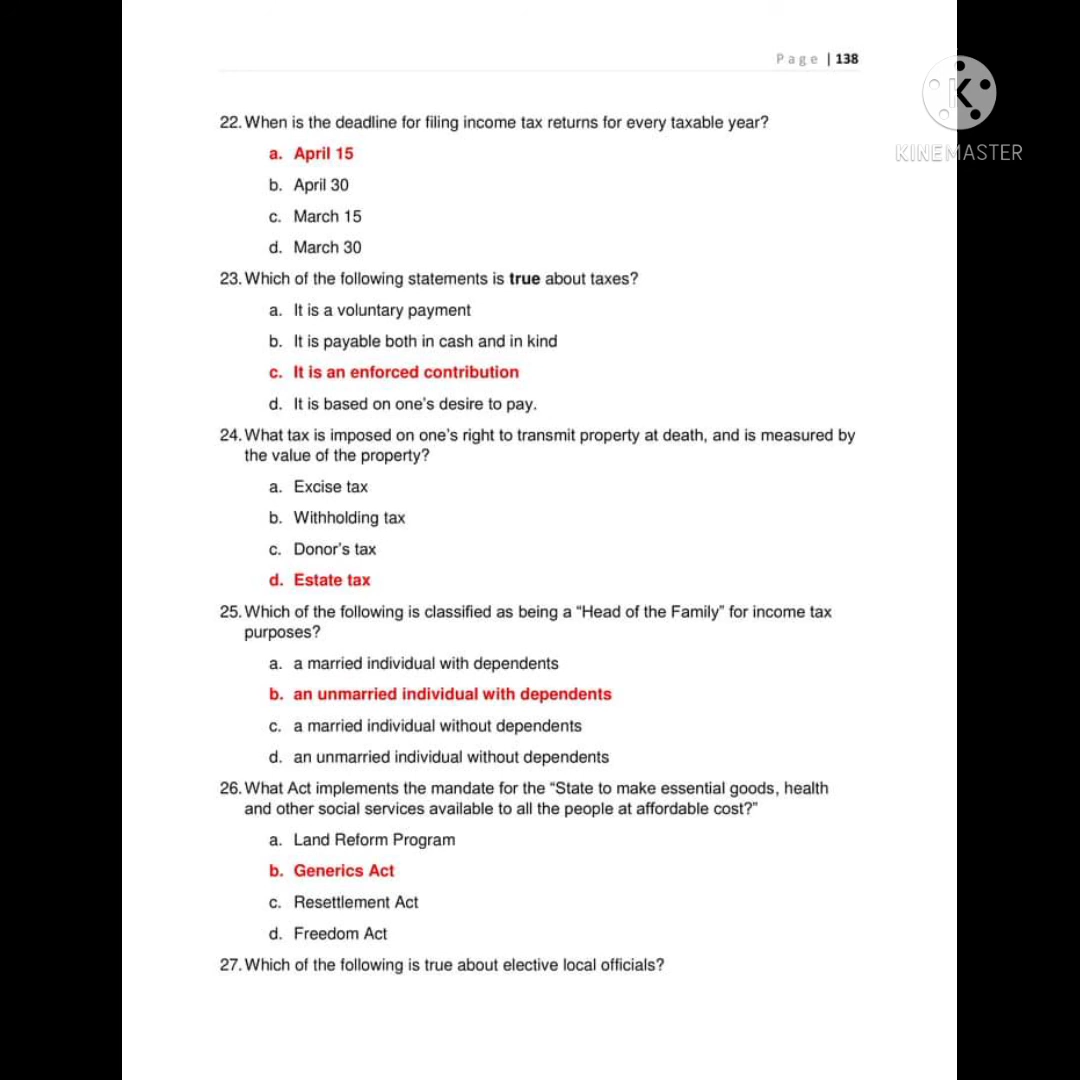 Page | 138
K
KINEMASTER
22. When is the deadline for filing income tax returns for every taxable year?
a. April 15
b. April 30
c. March 15
d. March 30
23. Which of the following statements is true about taxes?
a. It is a voluntary payment
b. It is payable both in cash and in kind
c. It is an enforced contribution
d. It is based on one's desire to pay.
24. What tax is imposed on one's right to transmit property at death, and is measured by
the value of the property?
a. Excise tax
b. Withholding tax
c. Donor's tax
d. Estate tax
25. Which of the following is classified as being a “Head of the Family” for income tax
purposes?
a. a married individual with dependents
b. an unmarried individual with dependents
c. a married individual without dependents
d. an unmarried individual without dependents
26. What Act implements the mandate for the “State to make essential goods, health
and other social services available to all the people at affordable cost?”
a. Land Reform Program
b. Generics Act
c. Resettlement Act
d. Freedom Act
27. Which of the following is true about elective local officials?